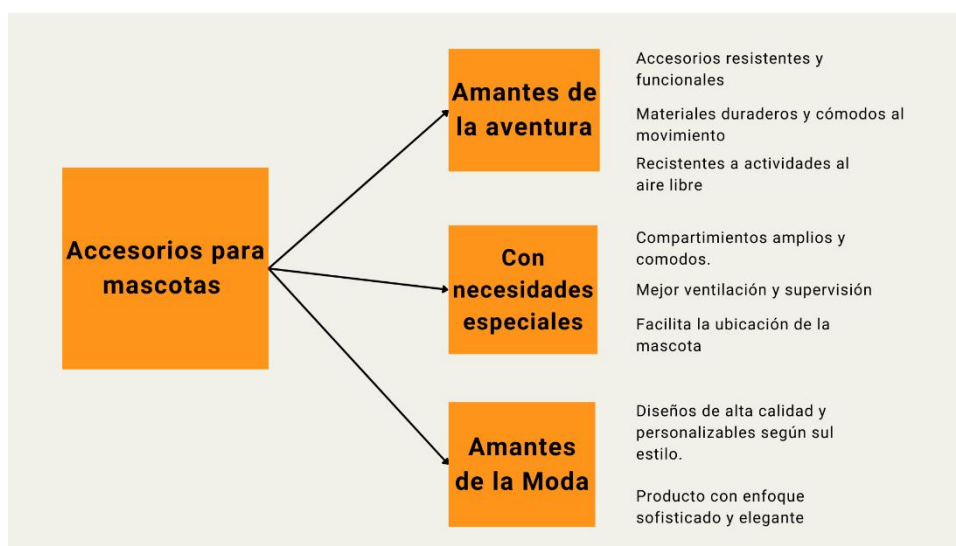 Accesorios para
mascotas
Amantes de
la aventura
Accesorios resistentes y
funcionales
Materiales duraderos y cómodos al
movimiento
Recistentes a actividades al
aire libre
Con
necesidades
especiales
Compartimientos amplios y
comodos.
Mejor ventilación y supervisión
Facilita la ubicación de la
mascota
Amantes
de la Moda
Diseños de alta calidad y
personalizables según sul
estilo.
Producto con enfoque
sofisticado y elegante